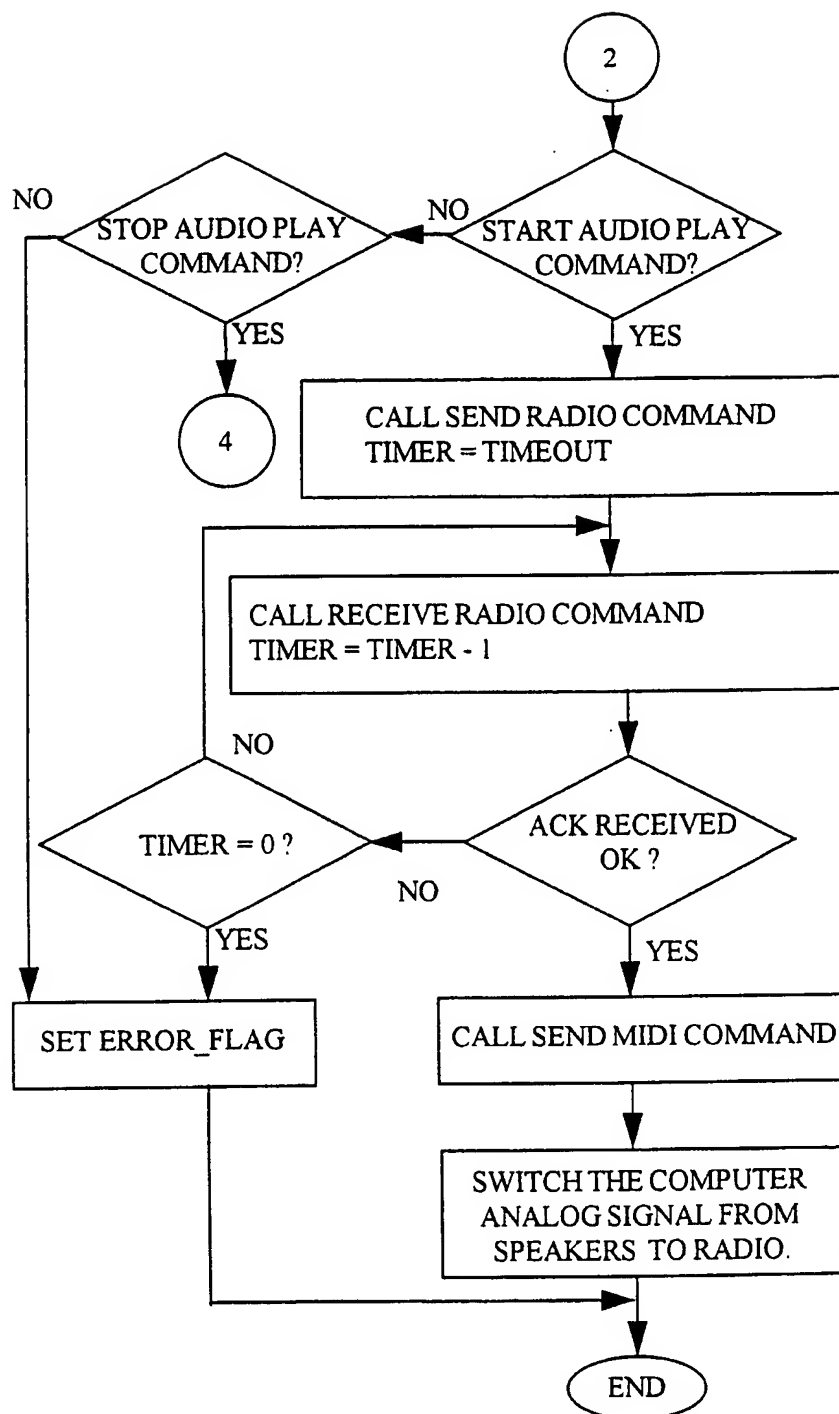 2
NO
STOP AUDIO PLAY
COMMAND?
NO
START AUDIO PLAY
COMMAND?
YES
YES
4
CALL SEND RADIO COMMAND
TIMER = TIMEOUT
CALL RECEIVE RADIO COMMAND
TIMER = TIMER - 1
NO
TIMER = 0 ?
NO
ACK RECEIVED
OK ?
YES
YES
SET ERROR_FLAG
CALL SEND MIDI COMMAND
SWITCH THE COMPUTER
ANALOG SIGNAL FROM
SPEAKERS TO RADIO.
END